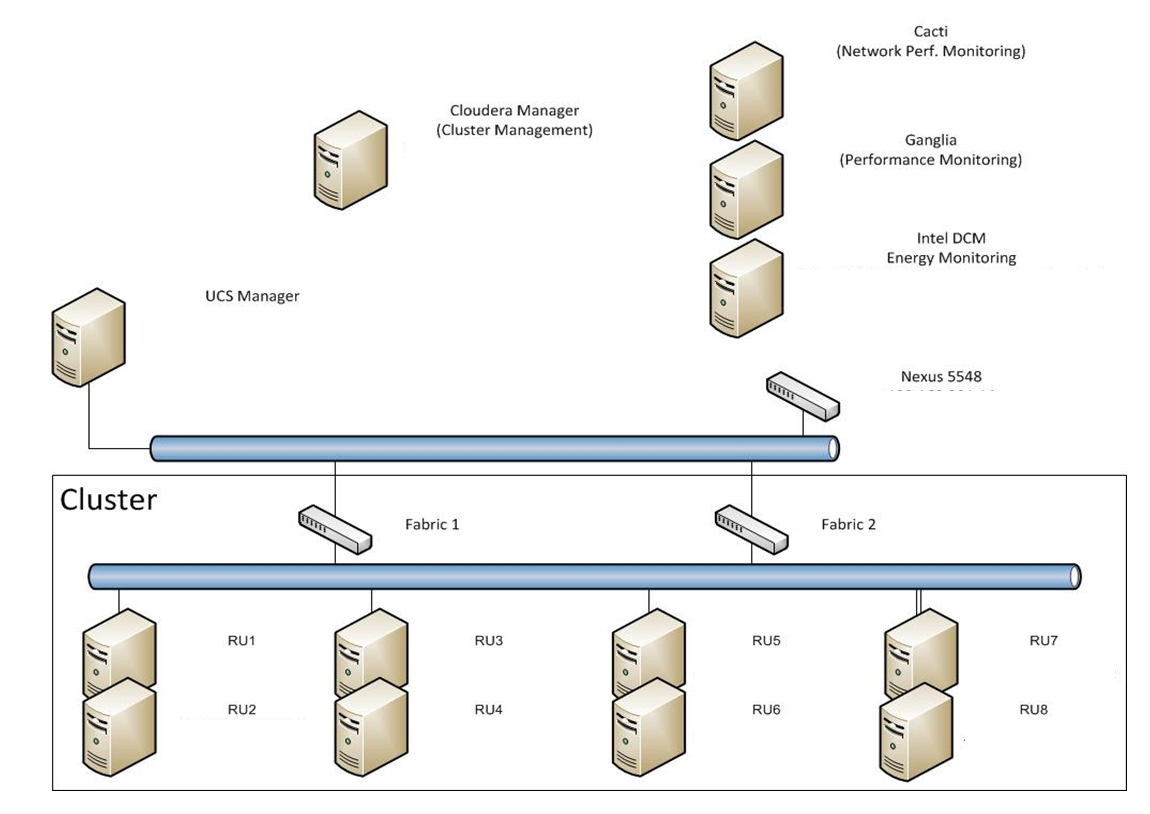 Cacti
(Network Perf. Monitoring)
Cloudera Manager
(Cluster Management)
Ganglia
(Performance Monitoring)
Intel DCM
Energy Monitoring
UCS Manager
Nexus 5548
Cluster
Fabric 1
Fabric 2
RU1
RU3
RU5
RU7
RU2
RU4
RU6
RU8